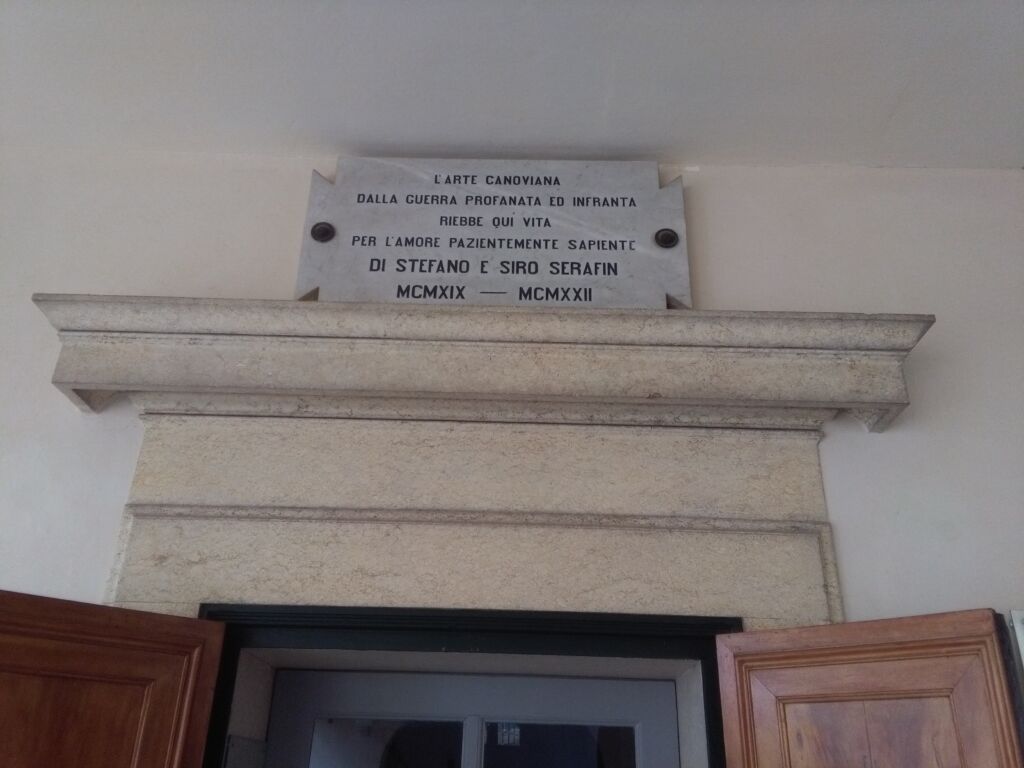 L'ARTE CANOVIANA
DALLA GUERRA PROFANATA ED INFRANTA
RIEBBE QUÌ VITA
PER L'AMORE PAZIENTEMENTE SAPIENTE
DI STEFANO E SIRO SERAFIN
MCMXIX — MCMXXII